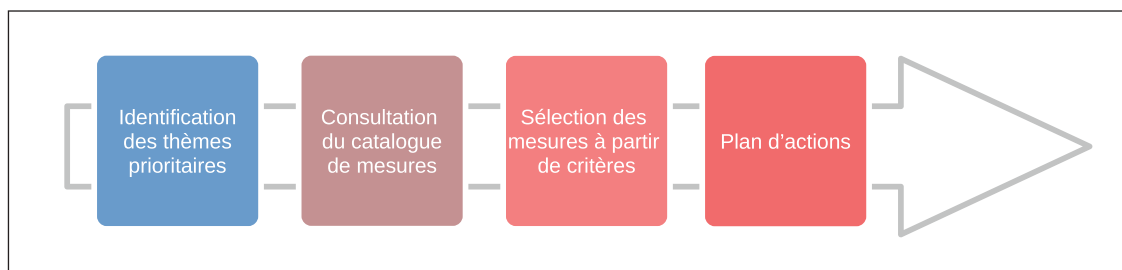 Identification
des thèmes
prioritaires
Consultation
du catalogue
de mesures
Sélection des
mesures à partir
de critères
Plan d’actions